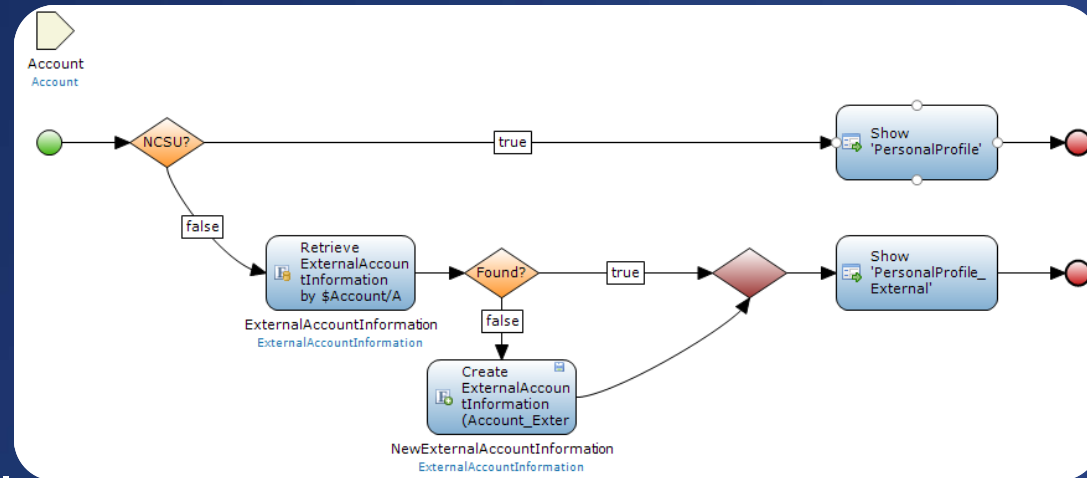 Account
Account
NCSU?
true
Show
'PersonalProfile'
false
Retrieve
ExternalAccoun
tInformation
by $Account/A
ExternalAccountInformation
ExternalAccountInformation
Found?
true
Show
'PersonalProfile_
External'
false
Create
ExternalAccoun
tInformation
(Account_Exter
NewExternalAccountInformation
ExternalAccountInformation